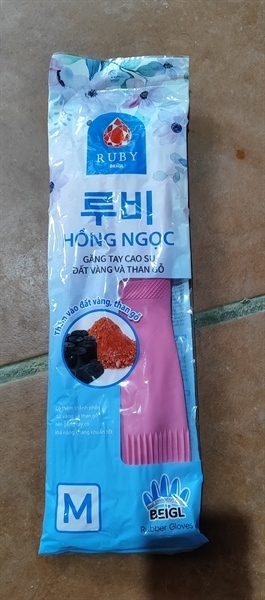 RUBY
BEIGL
루비
HỒNG NGỌC
GĂNG TAY CAO SU
ĐẤT VÀNG VÀ THAN GỖ
Thêm vào đất vàng, than gỗ
M
BEIGL
Rubber Gloves